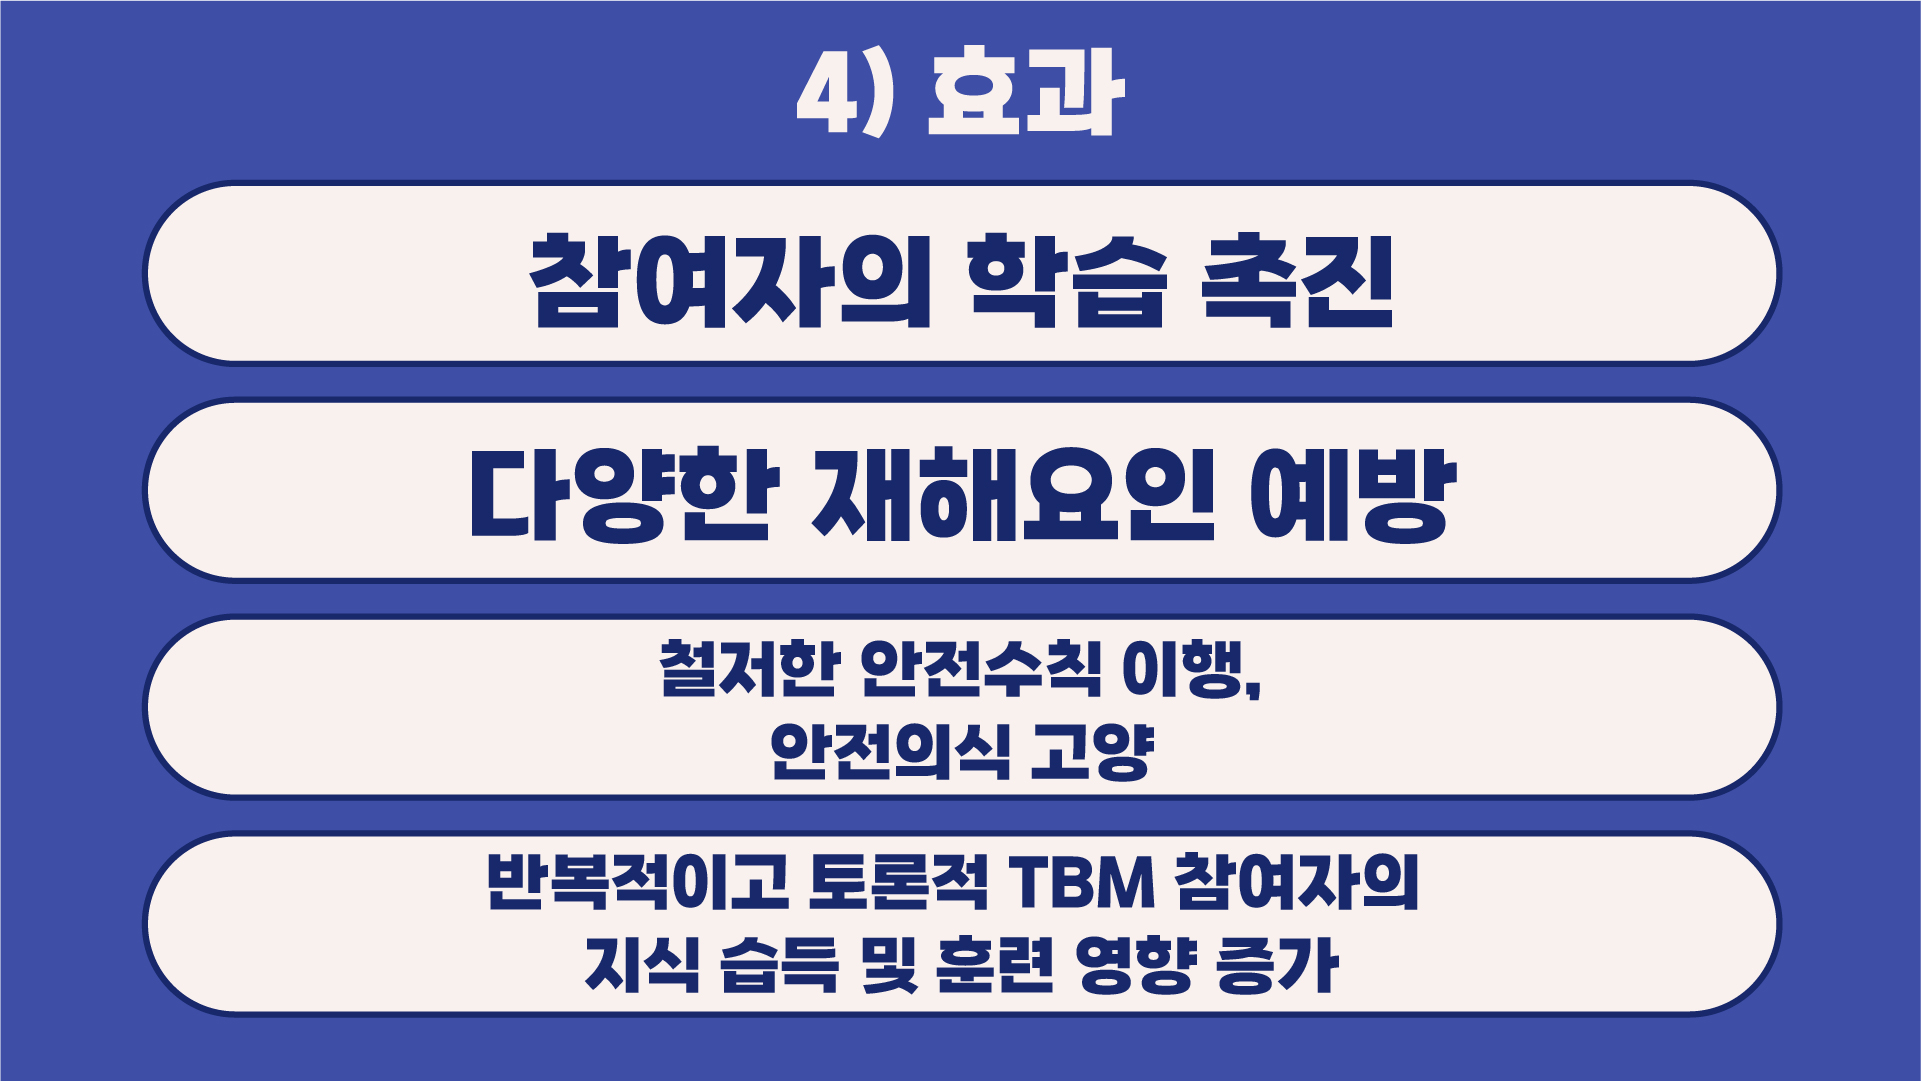 4) 효과
참여자의 학습 촉진
다양한 재해요인 예방
철저한 안전수칙 이행,
안전의식 고양
반복적이고 토론적 TBM 참여자의
지식 습득 및 훈련 영향 증가